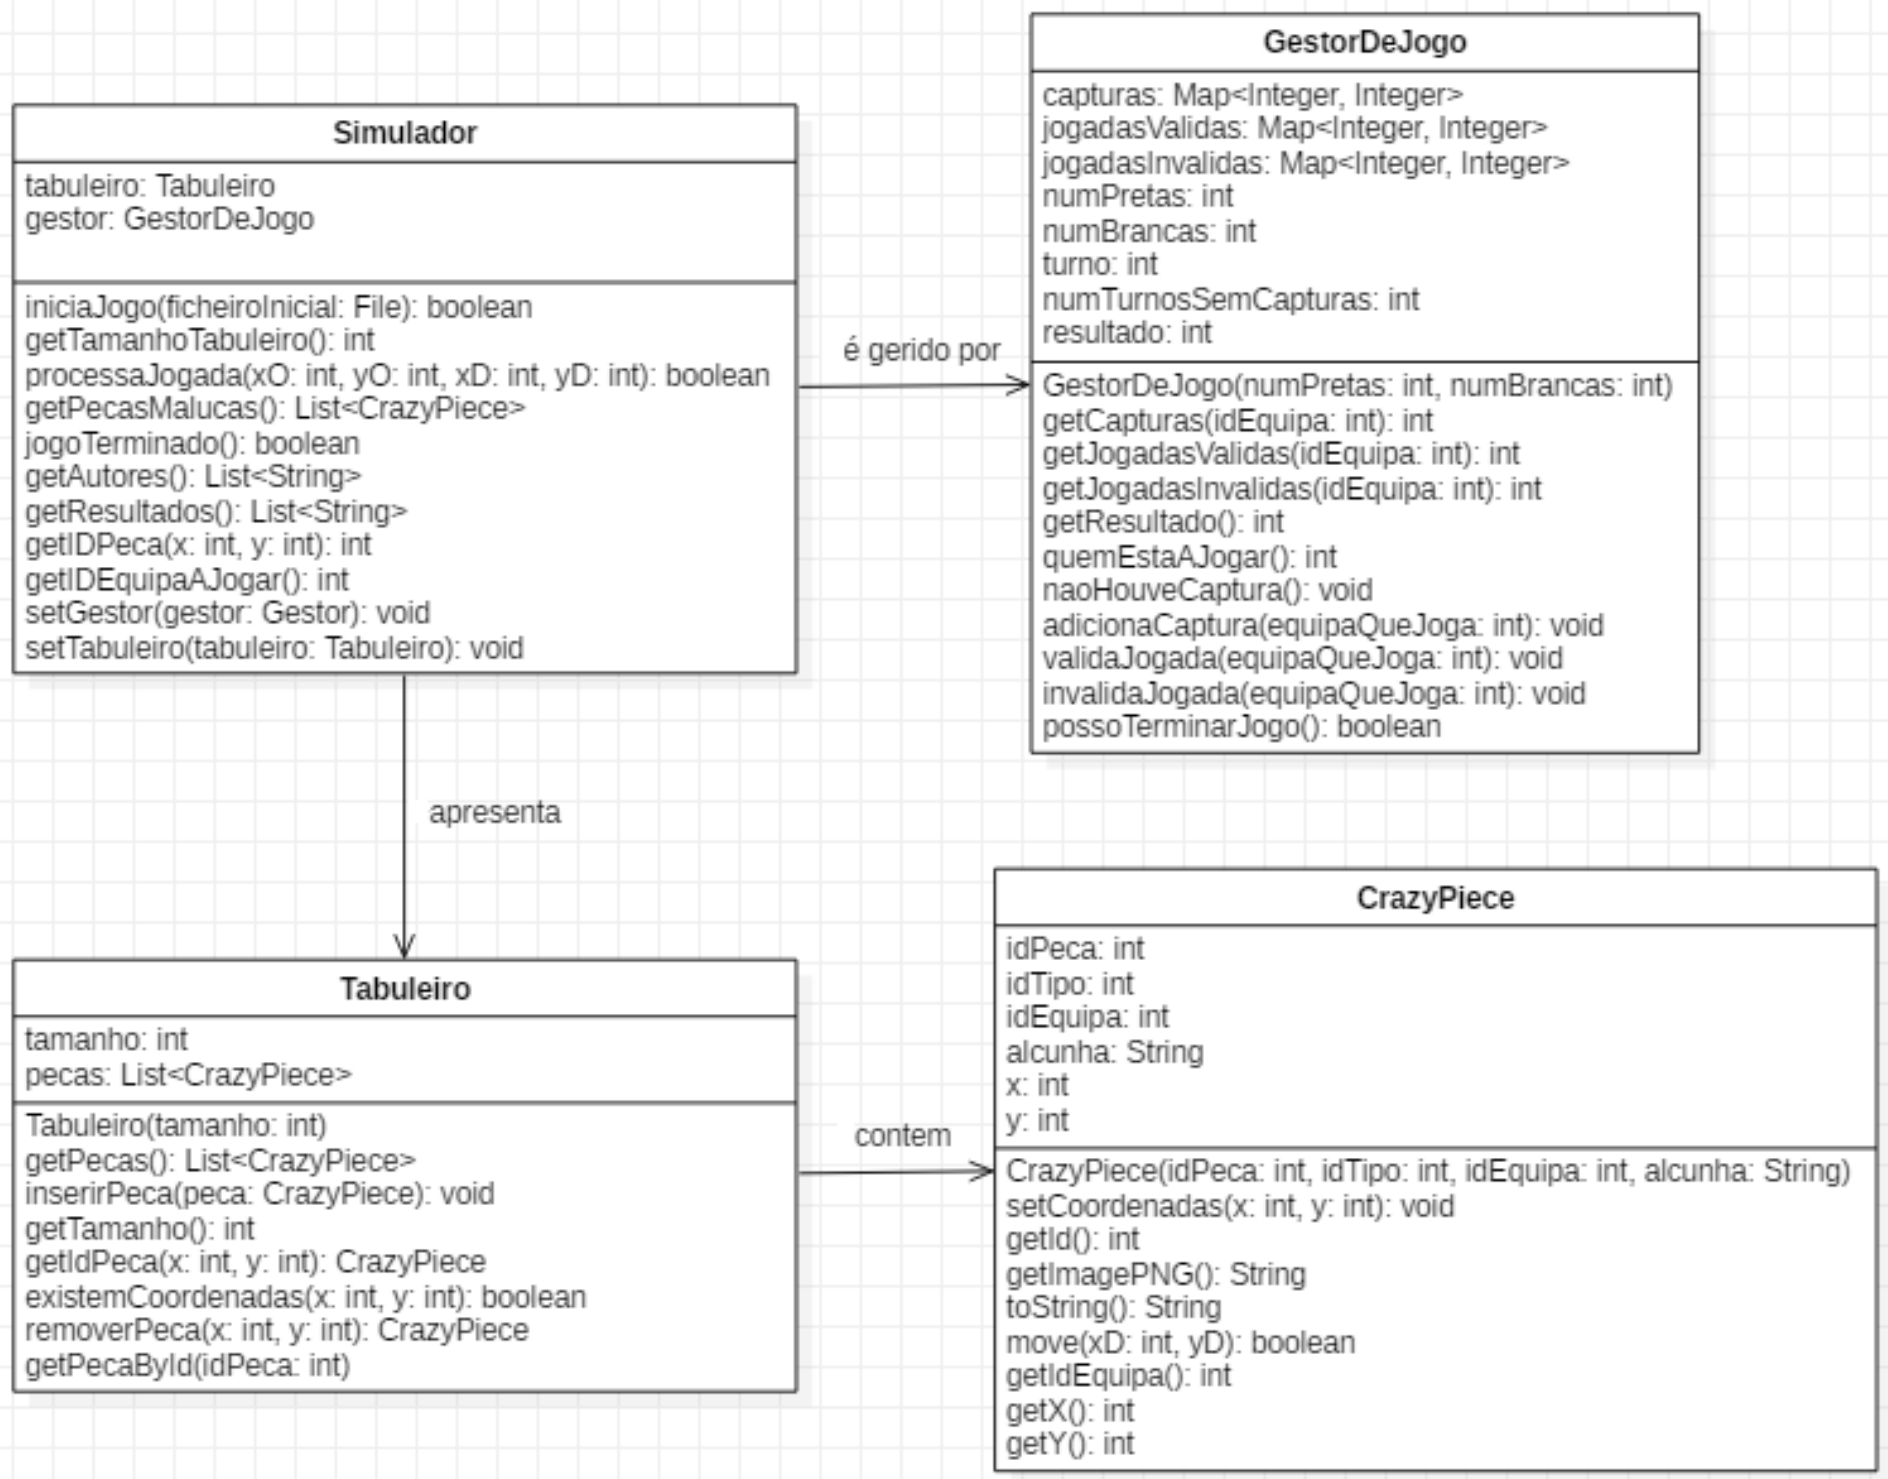 Simulador
tabuleiro: Tabuleiro
gestor: GestorDeJogo
iniciaJogo(ficheiroInicial: File): boolean
getTamanhoTabuleiro(): int
processaJogada(xO: int, yO: int, xD: int, yD: int): boolean
getPecasMalucas(): List<CrazyPiece>
jogoTerminado(): boolean
getAutores(): List<String>
getResultados(): List<String>
getIDPeca(x: int, y: int): int
getIDEquipaAJogar(): int
setGestor(gestor: Gestor): void
setTabuleiro(tabuleiro: Tabuleiro): void
é gerido por
GestorDeJogo
capturas: Map<Integer, Integer>
jogadasValidas: Map<Integer, Integer>
jogadasInvalidas: Map<Integer, Integer>
numPretas: int
numBrancas: int
turno: int
numTurnosSemCapturas: int
resultado: int
GestorDeJogo(numPretas: int, numBrancas: int)
getCapturas(idEquipa: int): int
getJogadasValidas(idEquipa: int): int
getJogadasInvalidas(idEquipa: int): int
getResultado(): int
quemEstaAJogar(): int
naoHouveCaptura(): void
adicionaCaptura(equipaQueJoga: int): void
validaJogada(equipaQueJoga: int): void
invalidaJogada(equipaQueJoga: int): void
possoTerminarJogo(): boolean
apresenta
Tabuleiro
tamanho: int
pecas: List<CrazyPiece>
Tabuleiro(tamanho: int)
getPecas(): List<CrazyPiece>
inserirPeca(peca: CrazyPiece): void
getTamanho(): int
getIdPeca(x: int, y: int): CrazyPiece
existemCoordenadas(x: int, y: int): boolean
removerPeca(x: int, y: int): CrazyPiece
getPecaById(idPeca: int)
contem
CrazyPiece
idPeca: int
idTipo: int
idEquipa: int
alcunha: String
x: int
y: int
CrazyPiece(idPeca: int, idTipo: int, idEquipa: int, alcunha: String)
setCoordenadas(x: int, y: int): void
getId(): int
getImagePNG(): String
toString(): String
move(xD: int, yD): boolean
getIdEquipa(): int
getX(): int
getY(): int